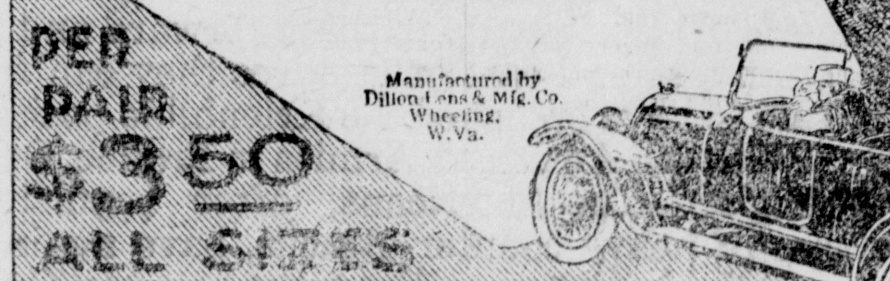 PER
PAIR
$3.50
ALL SIZES
Manufactured by
Dillon Lens & Mfg. Co.
Wheeling,
W. Va.